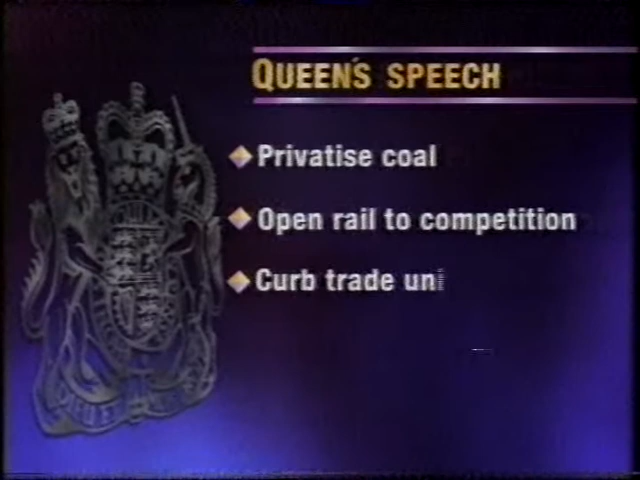 QUEEN'S SPEECH
Privatise coal
Open rail to competition
Curb trade uni